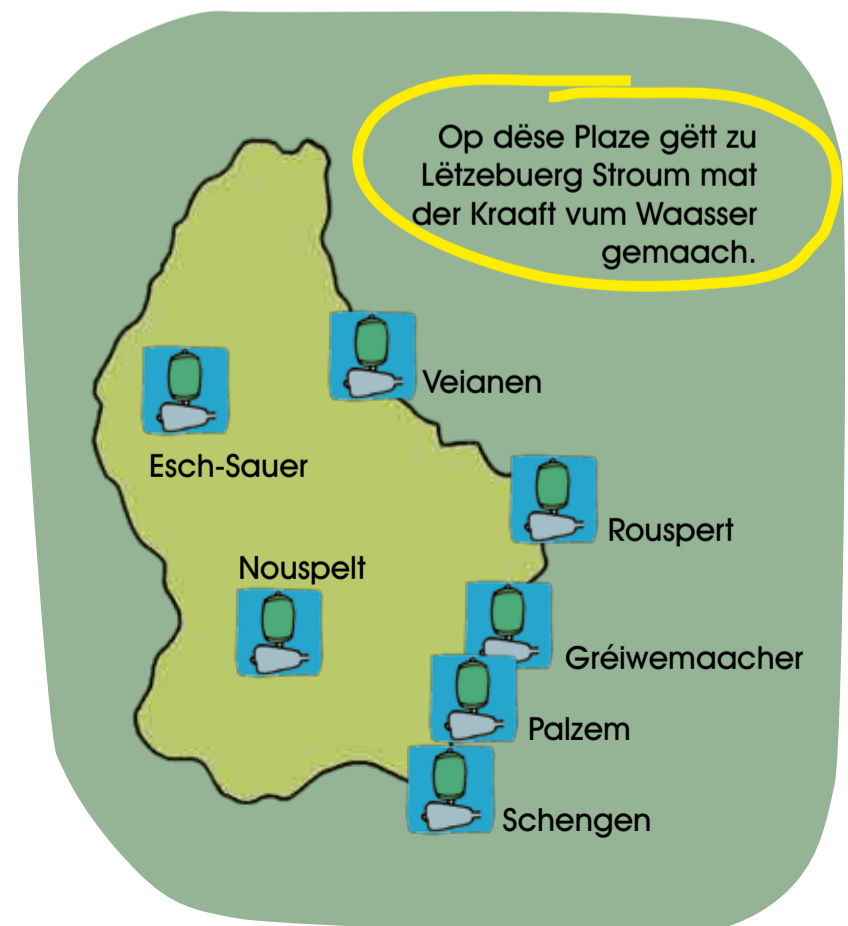 Op dëse Plaze gëtt zu
Lëtzebuerg Stroum mat
der Kraaft vum Waasser
gemaach.
Veianen
Esch-Sauer
Rouspert
Nouspelt
Gréiwemaacher
Palzem
Schengen